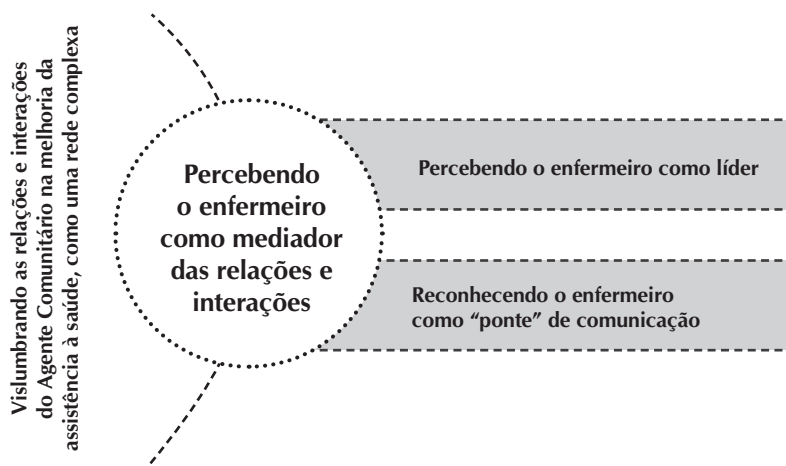 Vislumbrando as relações e interações
do Agente Comunitário na melhoria da
assistência à saúde, como uma rede complexa
Percebendo
o enfermeiro
como mediador
das relações e
interações
Percebendo o enfermeiro como líder
Reconhecendo o enfermeiro
como “ponte” de comunicação